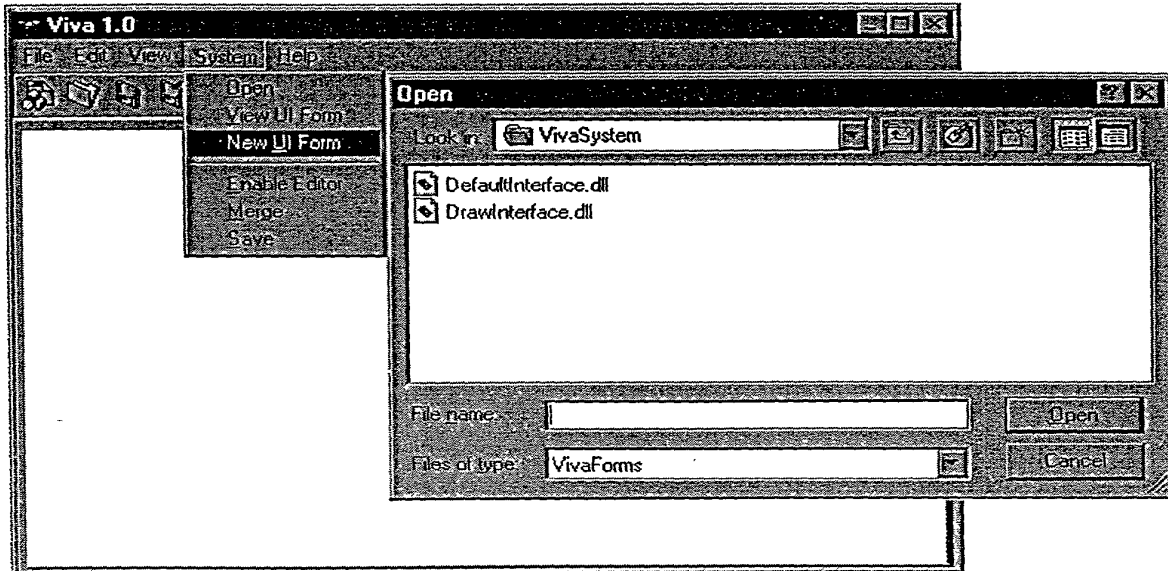 Viva 1.0
File Edit View System Help
Open
View UI Form
New UI Form
Enable Editor
Merge
Save
Open
Look in: VivaSystem
DefaultInterface.dll
DrawInterface.dll
File name:
Open
Files of type: VivaForms
Cancel